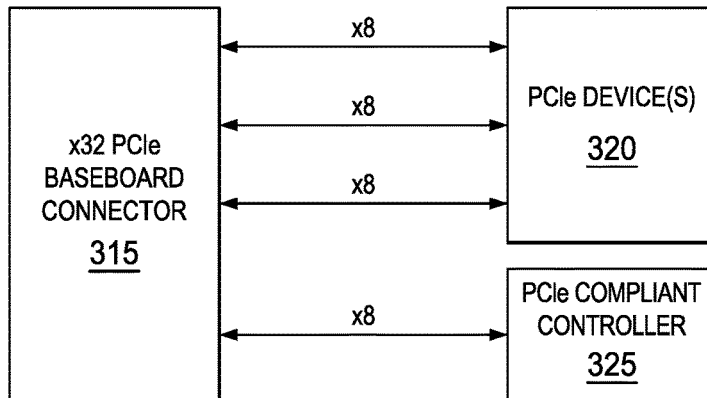 x8
x8
x8
x8
x32 PCIe
BASEBOARD
CONNECTOR
315
PCIe DEVICE(S)
320
PCIe COMPLIANT
CONTROLLER
325